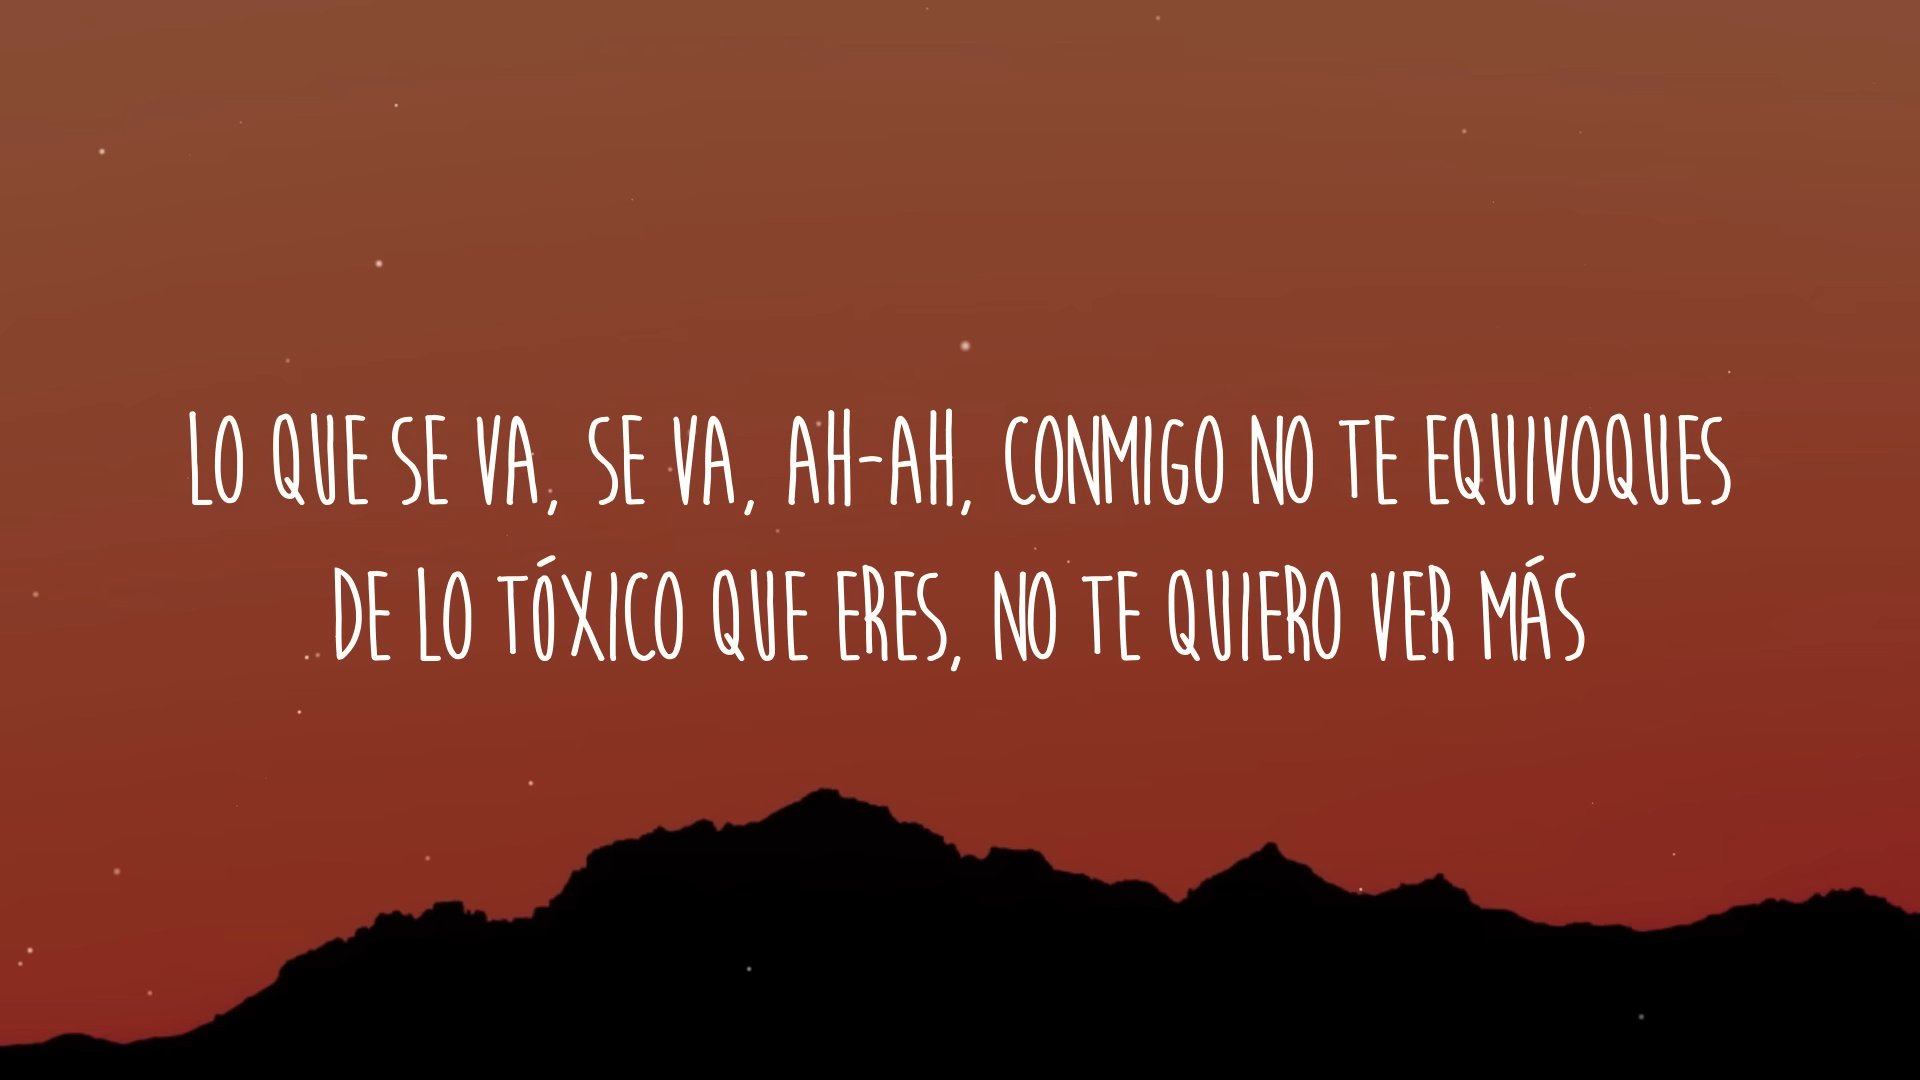 LO QUE SE VA, SE VA, AH-AH, CONMIGO NO TE EQUIVOQUES
DE LO TÓXICO QUE ERES, NO TE QUIERO VER MÁS